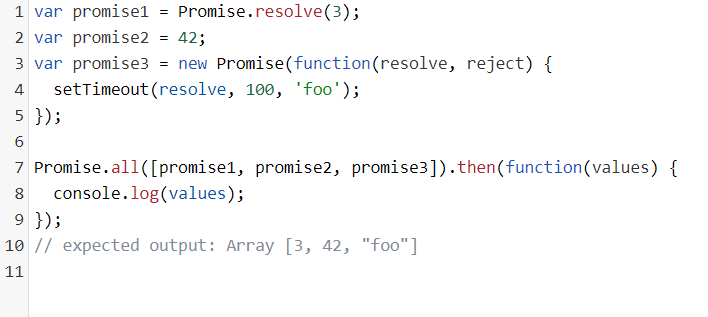 1 var promise1 = Promise.resolve(3);
2 var promise2 = 42;
3 var promise3 = new Promise(function(resolve, reject) {
4   setTimeout(resolve, 100, 'foo');
5 });
6
7 Promise.all([promise1, promise2, promise3]).then(function(values) {
8   console.log(values);
9 });
10 // expected output: Array [3, 42, "foo"]
11